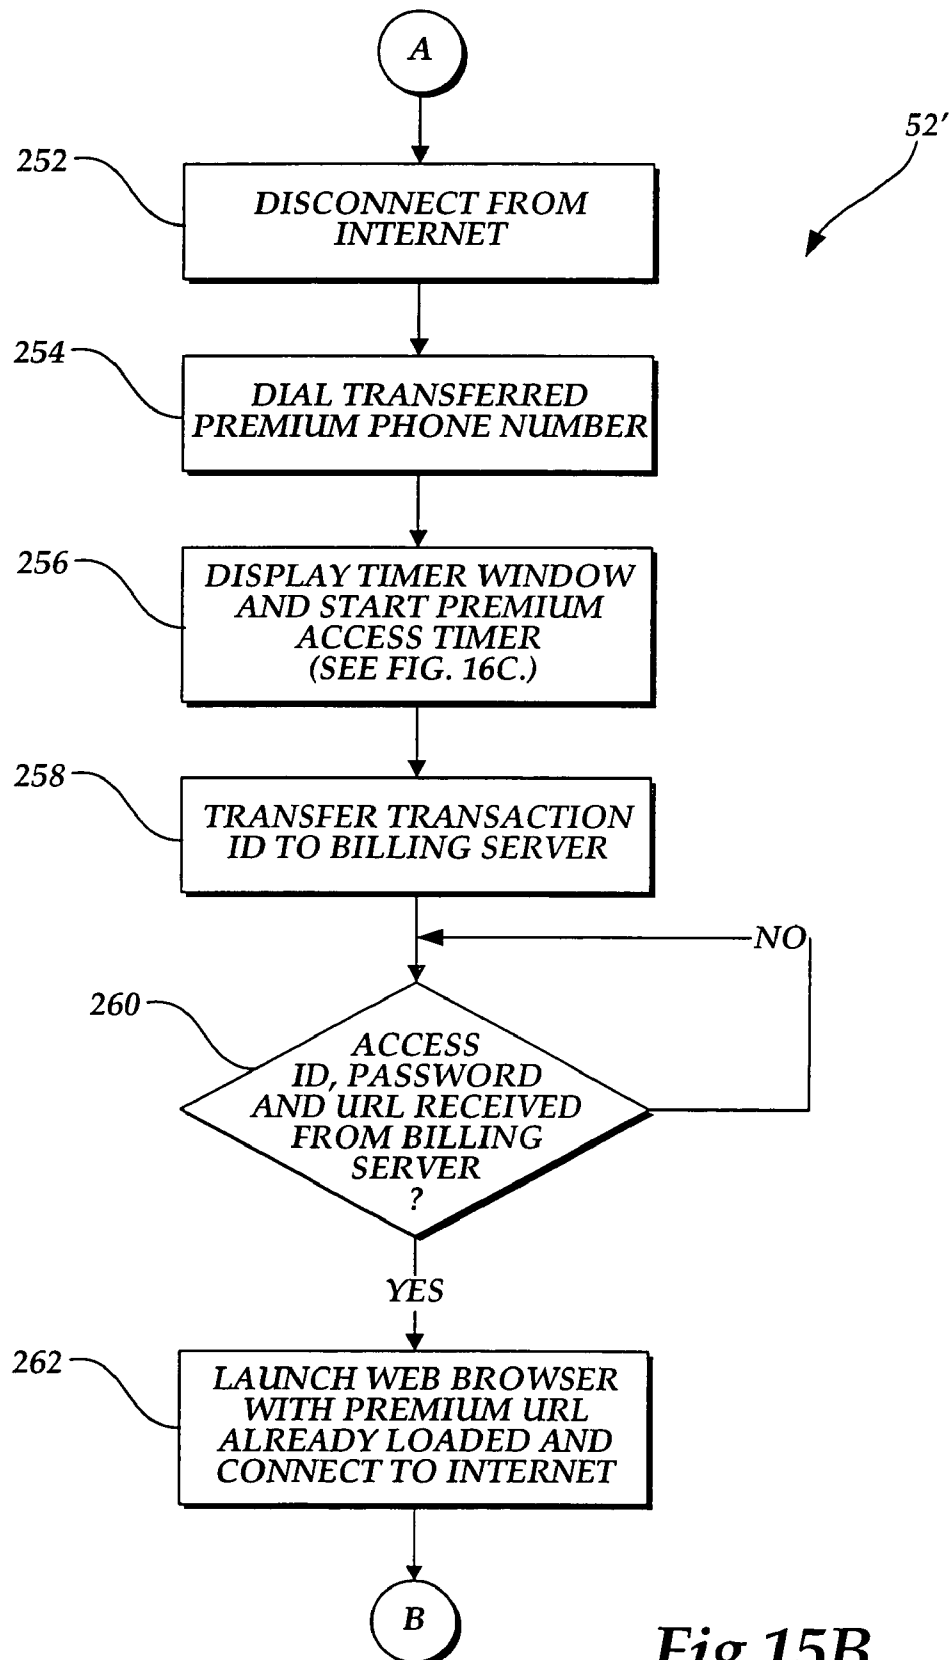 A
52'
252
DISCONNECT FROM
INTERNET
254
DIAL TRANSFERRED
PREMIUM PHONE NUMBER
256
DISPLAY TIMER WINDOW
AND START PREMIUM
ACCESS TIMER
(SEE FIG. 16C.)
258
TRANSFER TRANSACTION
ID TO BILLING SERVER
NO
260
ACCESS
ID, PASSWORD
AND URL RECEIVED
FROM BILLING
SERVER
?
YES
262
LAUNCH WEB BROWSER
WITH PREMIUM URL
ALREADY LOADED AND
CONNECT TO INTERNET
B
Fig.15B